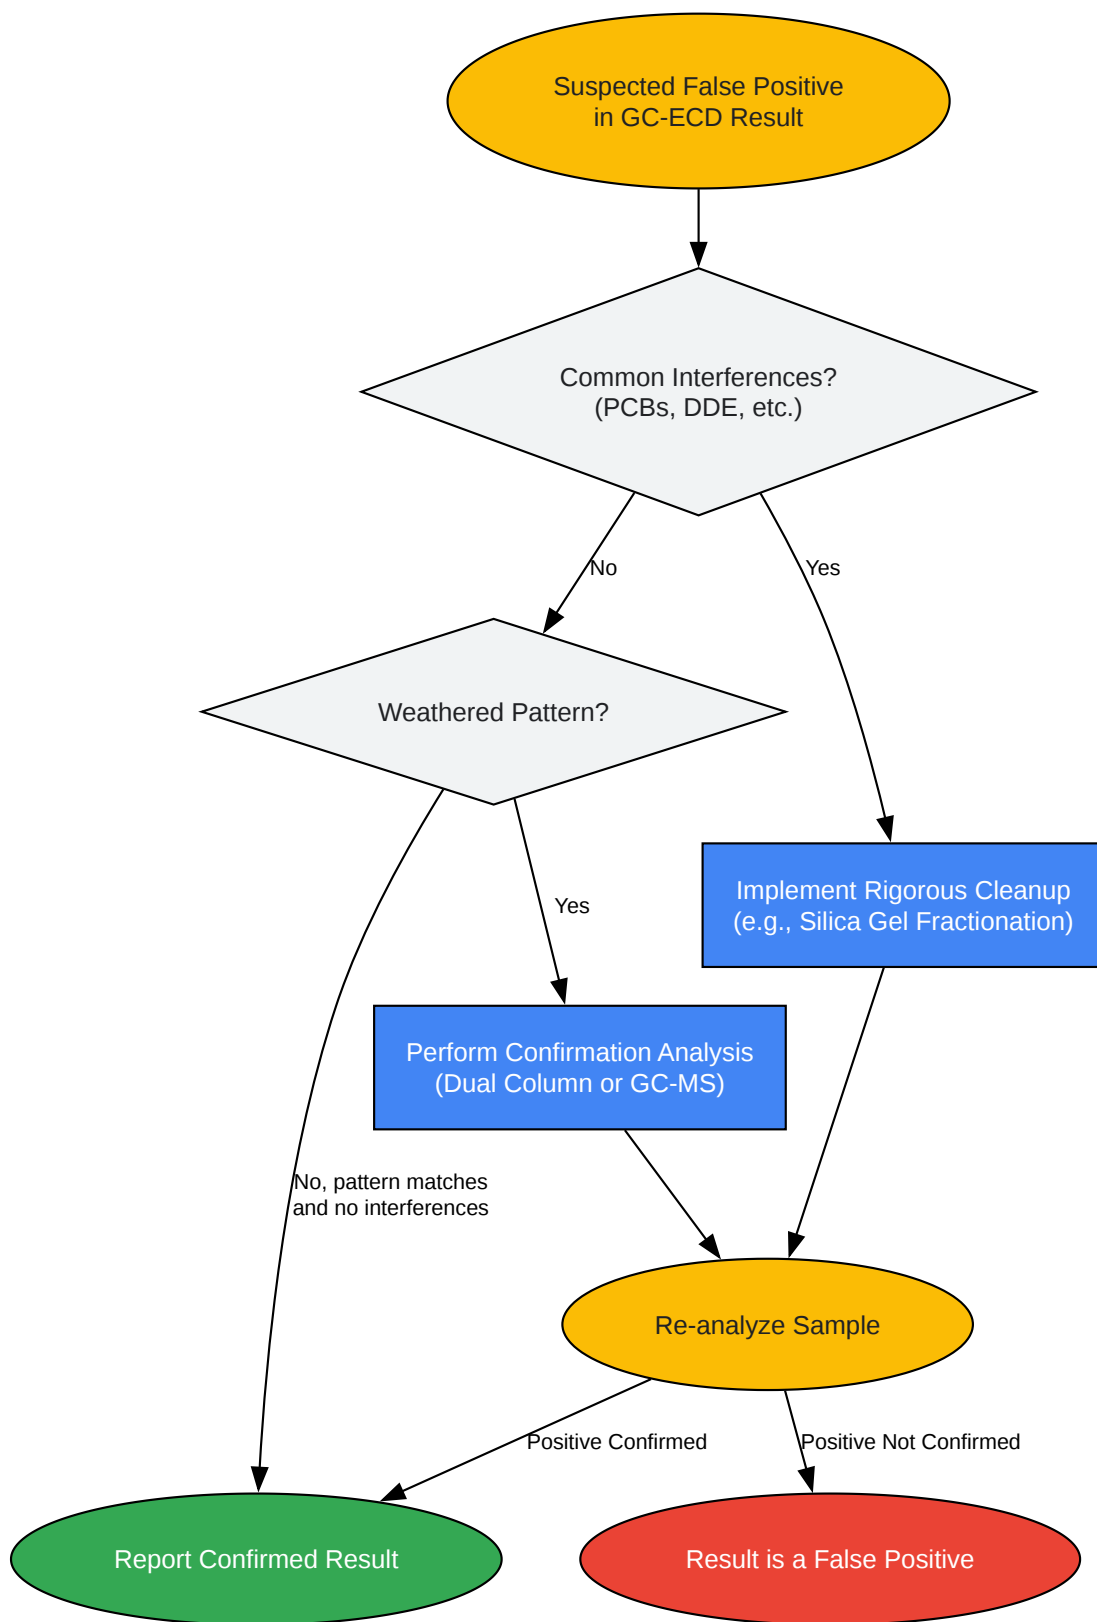 Suspected False Positive
in GC-ECD Result
Common Interferences?
(PCBs, DDE, etc.)
No
Yes
Weathered Pattern?
Implement Rigorous Cleanup
(e.g., Silica Gel Fractionation)
Yes
Perform Confirmation Analysis
(Dual Column or GC-MS)
No, pattern matches
and no interferences
Re-analyze Sample
Positive Confirmed
Positive Not Confirmed
Report Confirmed Result
Result is a False Positive